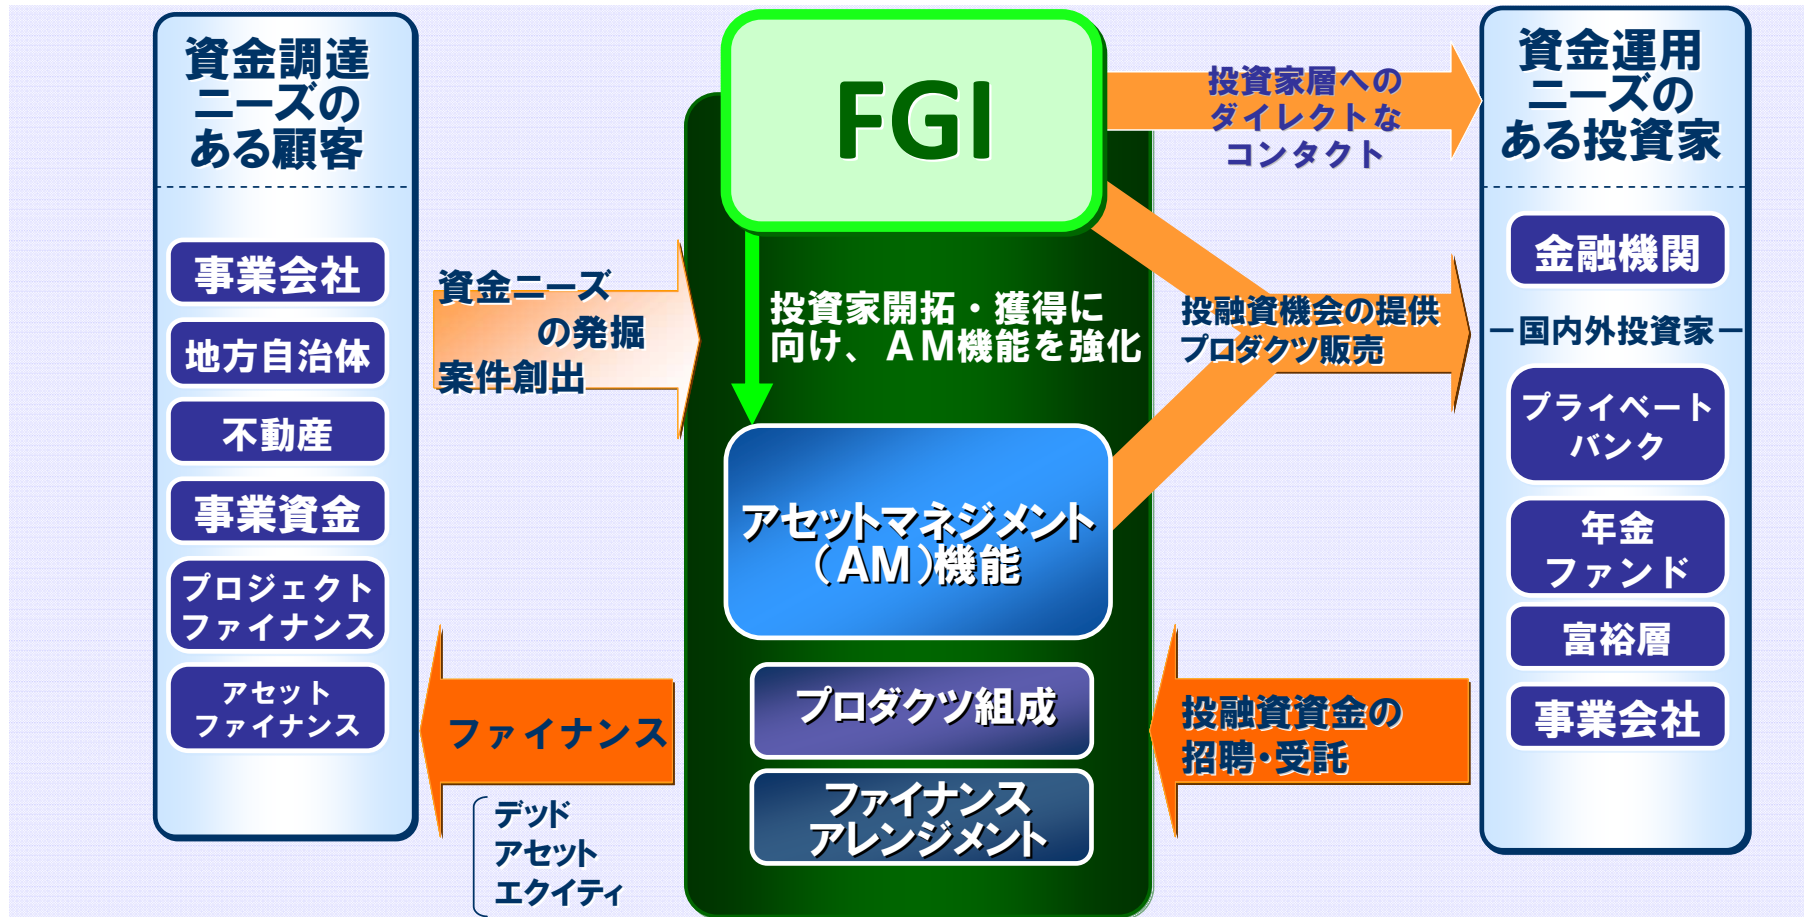 資金調達
ニーズの
ある顧客
事業会社
地方自治体
不動産
事業資金
プロジェクト
ファイナンス
アセット
ファイナンス
資金ニーズ
の発掘
案件創出
ファイナンス
デッド
アセット
エクイティ
FGI
投資家開拓・獲得に
向け、AM機能を強化
アセットマネジメント
(AM)機能
プロダクツ組成
ファイナンス
アレンジメント
投資家層への
ダイレクトな
コンタクト
投融資機会の提供
プロダクツ販売
投融資資金の
招聘・受託
資金運用
ニーズの
ある投資家
金融機関
ー国内外投資家ー
プライベート
バンク
年金
ファンド
富裕層
事業会社